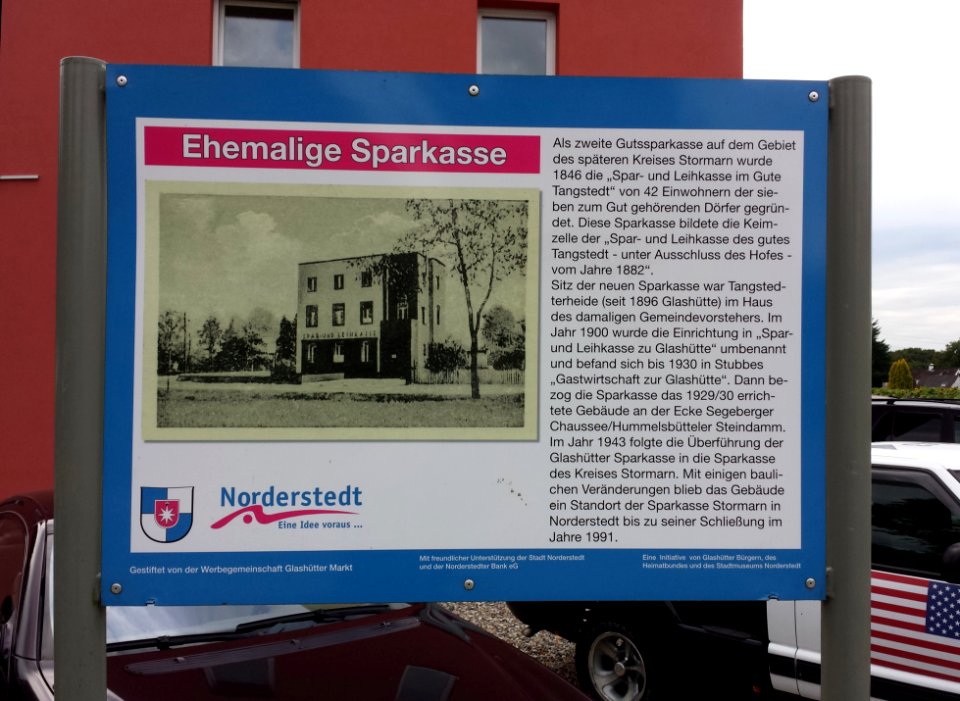 Ehemalige Sparkasse
SPAR-UND LEIHKASSE
Als zweite Gutssparkasse auf dem Gebiet
des späteren Kreises Stormarn wurde
1846 die „Spar- und Leihkasse im Gute
Tangstedt“ von 42 Einwohnern der sie-
ben zum Gut gehörenden Dörfer gegrün-
det. Diese Sparkasse bildete die Keim-
zelle der „Spar- und Leihkasse des gutes
Tangstedt - unter Ausschluss des Hofes -
vom Jahre 1882“.
Sitz der neuen Sparkasse war Tangsted-
terheide (seit 1896 Glashütte) im Haus
des damaligen Gemeindevorstehers. Im
Jahr 1900 wurde die Einrichtung in „Spar-
und Leihkasse zu Glashütte“ umbenannt
und befand sich bis 1930 in Stubbes
„Gastwirtschaft zur Glashütte“. Dann be-
zog die Sparkasse das 1929/30 errich-
tete Gebäude an der Ecke Segeberger
Chaussee/Hummelsbütteler Steindamm.
Im Jahr 1943 folgte die Überführung der
Glashütter Sparkasse in die Sparkasse
des Kreises Stormarn. Mit einigen bauli-
chen Veränderungen blieb das Gebäude
ein Standort der Sparkasse Stormarn in
Norderstedt bis zu seiner Schließung im
Jahre 1991.
Norderstedt
Eine Idee voraus ...
Gestiftet von der Werbegemeinschaft Glashütter Markt
Mit freundlicher Unterstützung der Stadt Norderstedt
und der Norderstedter Bank eG
Eine Initiative von Glashütter Bürgern, des
Heimatbundes und des Stadtmuseums Norderstedt